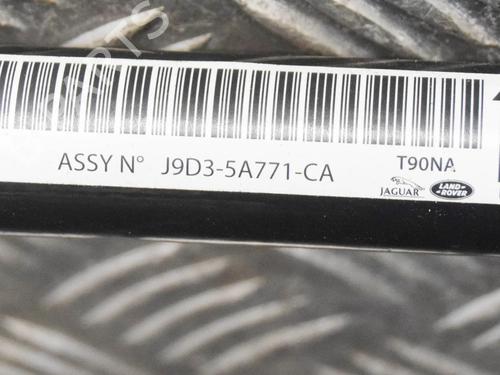 ASSY N° J9D3-5A771-CA T90NA
JAGUAR LAND-ROVER